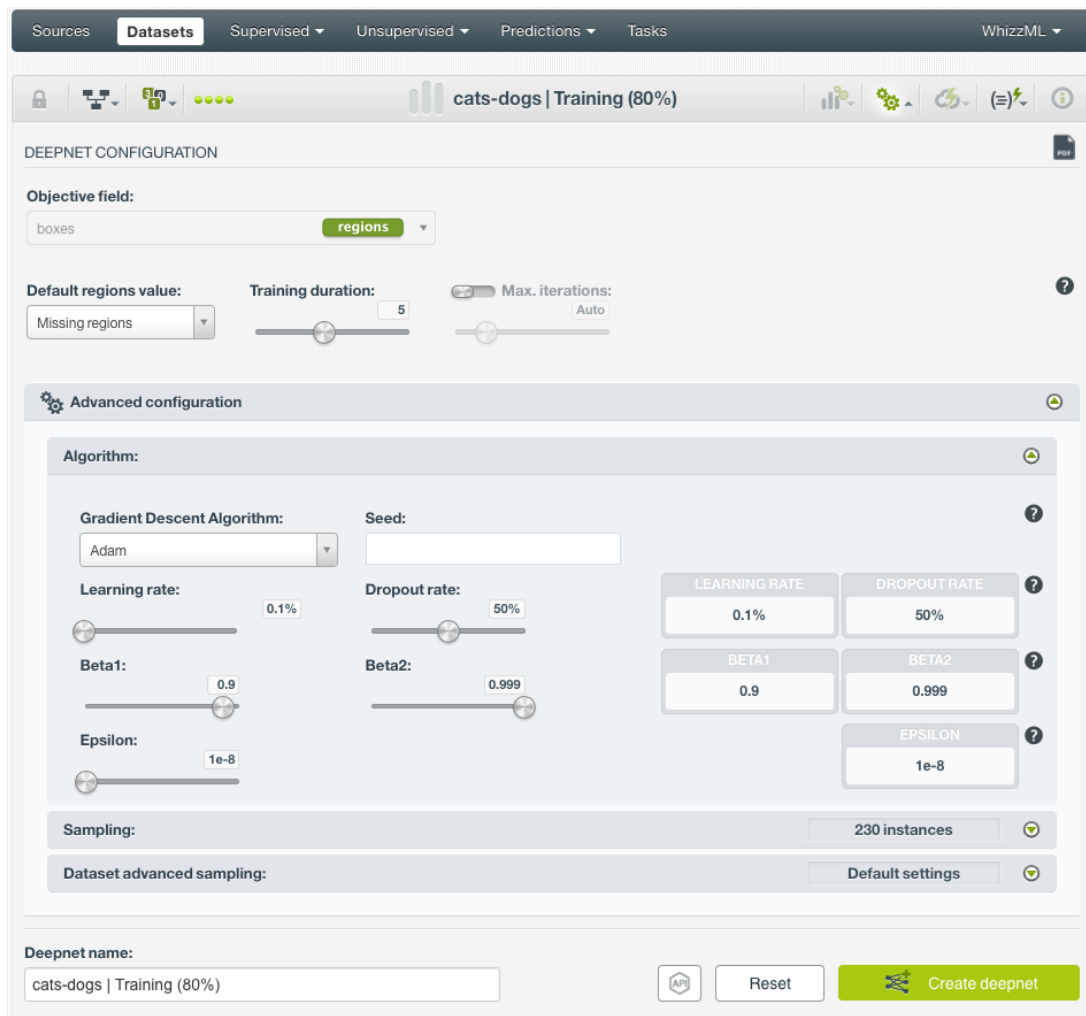 Sources Datasets Supervised Unsupervised Predictions Tasks WhizzML
cats-dogs | Training (80%)
DEEPNET CONFIGURATION
PDF
Objective field:
boxes regions
Default regions value: Training duration: Max. iterations:
5 Auto
Missing regions
Advanced configuration
Algorithm:
Gradient Descent Algorithm: Seed:
Adam
Learning rate: Dropout rate: LEARNING RATE DROPOUT RATE
0.1% 50% 0.1% 50%
Beta1: Beta2: BETA1 BETA2
0.9 0.999 0.9 0.999
Epsilon: EPSILON
1e-8 1e-8
Sampling: 230 instances
Dataset advanced sampling: Default settings
Deepnet name:
cats-dogs | Training (80%) API Reset Create deepnet